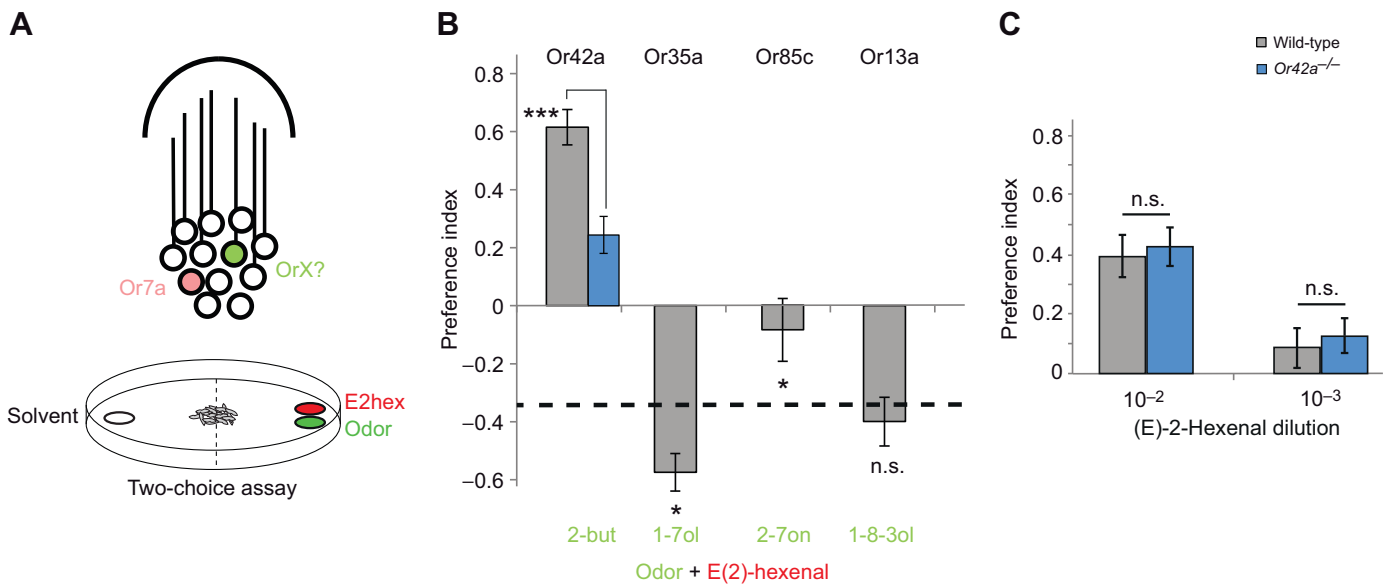 A
OrX?
Or7a
Solvent
E2hex
Odor
Two-choice assay
B
Or42a Or35a Or85c Or13a
Preference index
0.8
0.6
0.4
0.2
0
–0.2
–0.4
–0.6
***
*
*
n.s.
2-but 1-7ol 2-7on 1-8-3ol
Odor + E(2)-hexenal
C
Wild-type
Or42a–/–
Preference index
0.8
0.6
0.4
0.2
0
n.s.
n.s.
10–2 10–3
(E)-2-Hexenal dilution